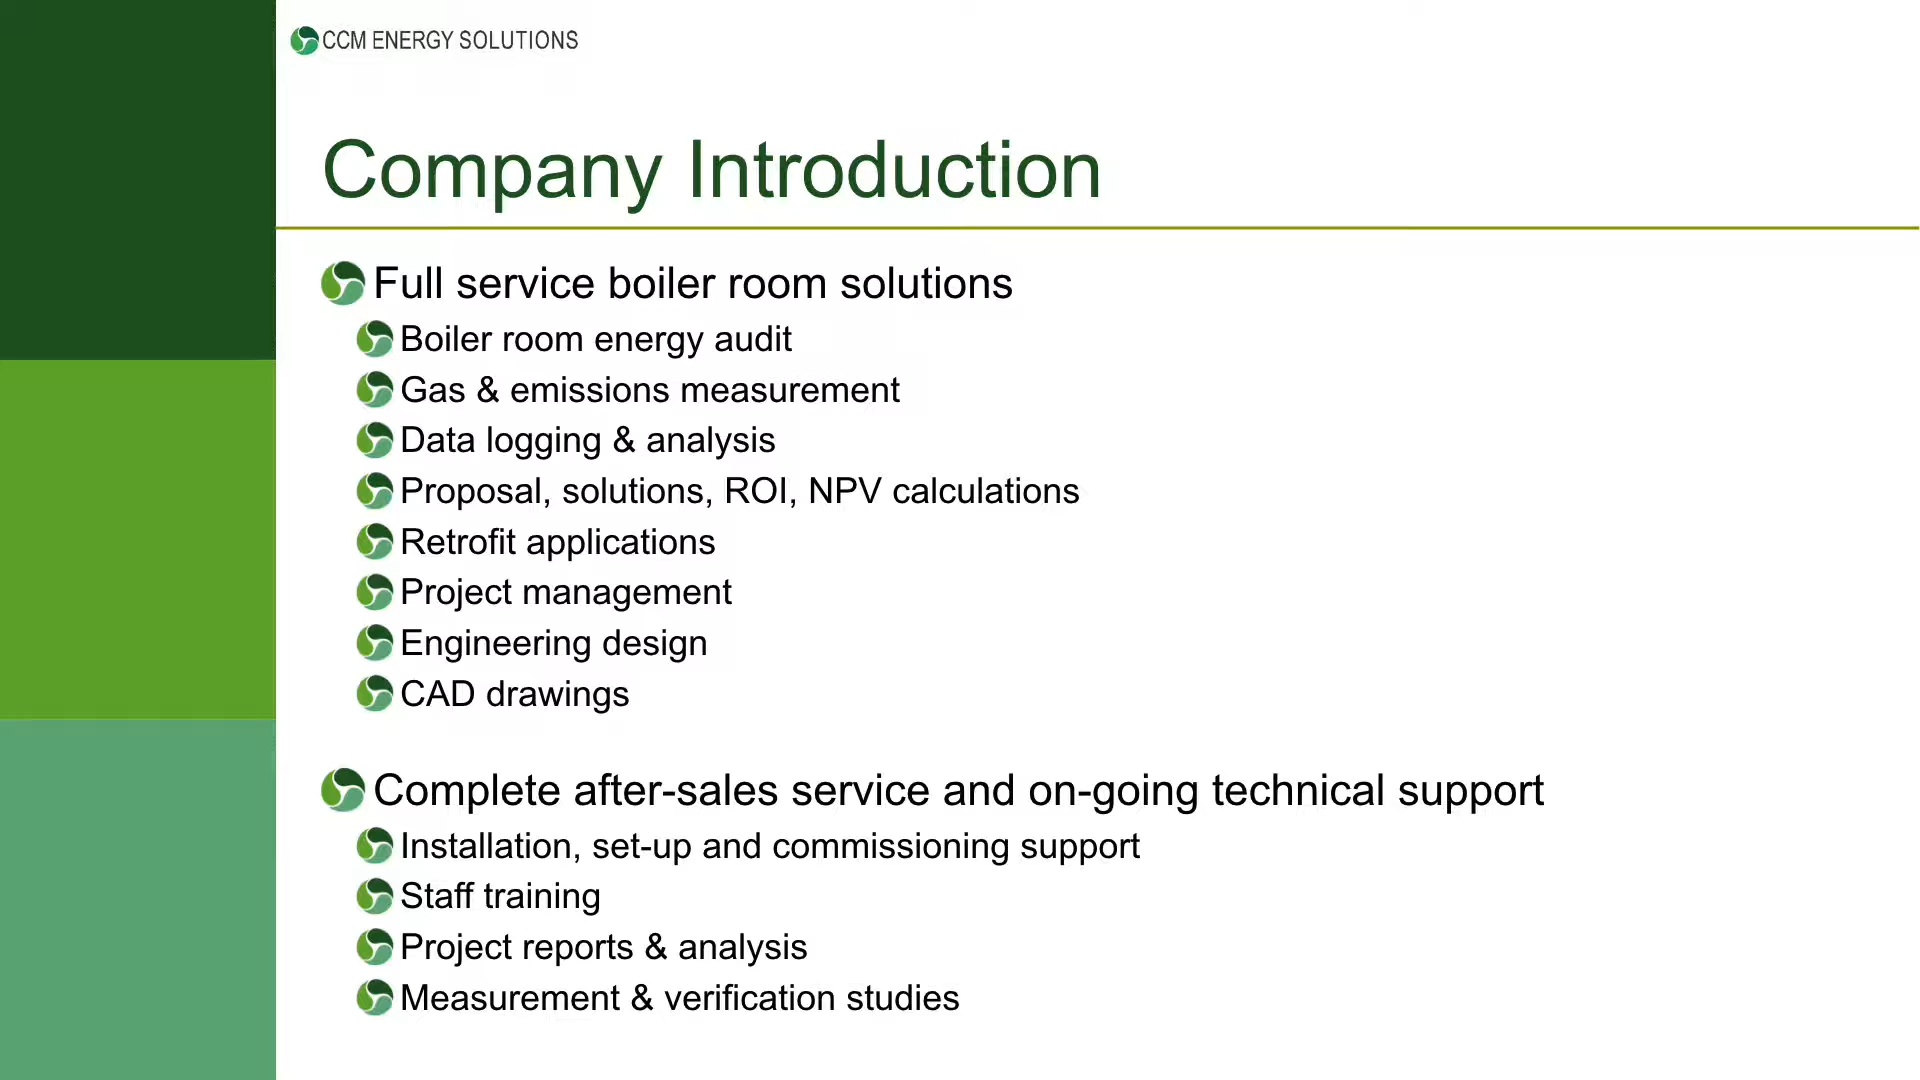 CCM ENERGY SOLUTIONS
Company Introduction
Full service boiler room solutions
Boiler room energy audit
Gas & emissions measurement
Data logging & analysis
Proposal, solutions, ROI, NPV calculations
Retrofit applications
Project management
Engineering design
CAD drawings
Complete after-sales service and on-going technical support
Installation, set-up and commissioning support
Staff training
Project reports & analysis
Measurement & verification studies